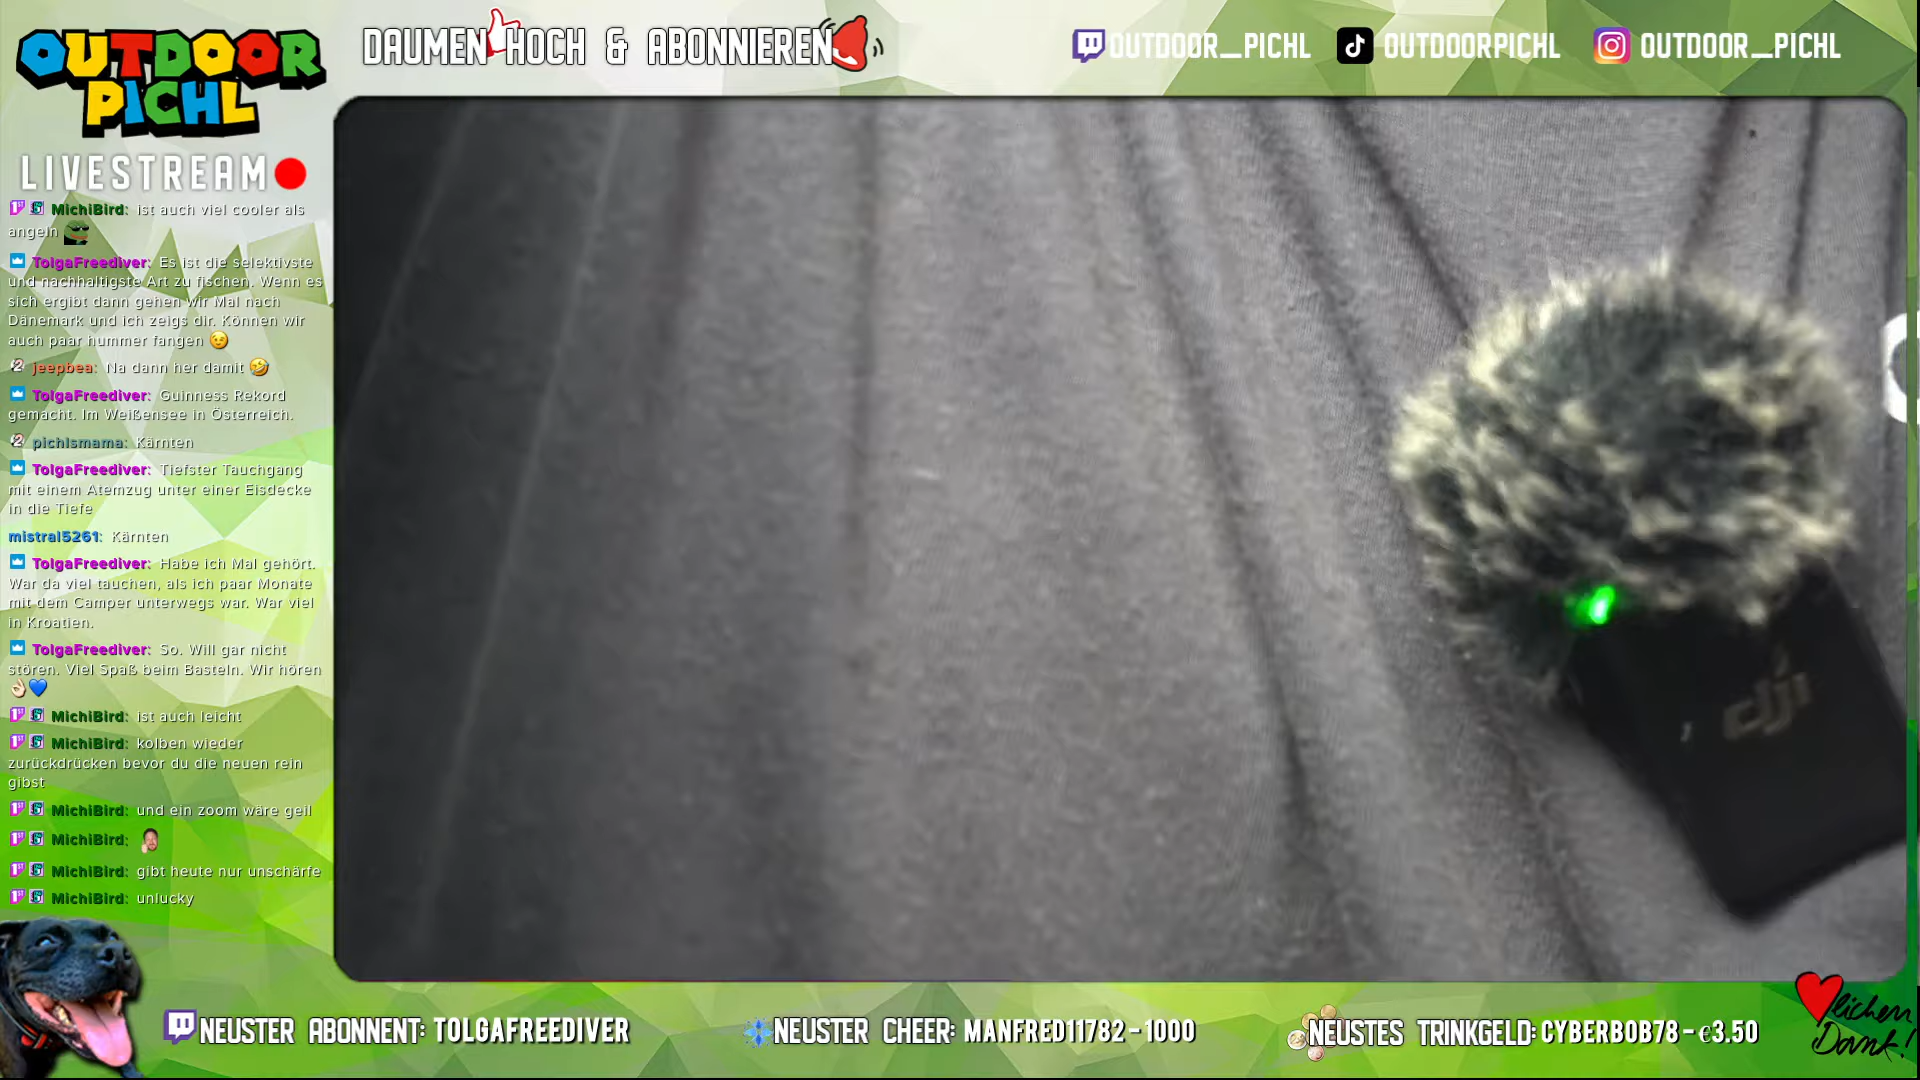 OUTDOOR
PICHL
LIVESTREAM
DAUMEN HOCH & ABONNIEREN
OUTDOOR_PICHL
OUTDOORPICHL
OUTDOOR_PICHL
MichiBird: ist auch viel cooler als
angeln
TolgaFreediver: Es ist die selektivste
und nachhaltigste Art zu fischen. Wenn es
sich ergibt dann gehen wir Mal nach
Dänemark und ich zeigs dir. Können wir
auch paar hummer fangen 😉
jeepbea: Na dann her damit 🤣
TolgaFreediver: Guinness Rekord
gemacht. Im Weißensee in Österreich.
pichlsmama: Kärnten
TolgaFreediver: Tiefster Tauchgang
mit einem Atemzug unter einer Eisdecke
in die Tiefe
mistral5261: Kärnten
TolgaFreediver: Habe ich Mal gehört.
War da viel tauchen, als ich paar Monate
mit dem Camper unterwegs war. War viel
in Kroatien.
TolgaFreediver: So. Will gar nicht
stören. Viel Spaß beim Basteln. Wir hören
👌🏻💙
MichiBird: ist auch leicht
MichiBird: kolben wieder
zurückdrücken bevor du die neuen rein
gibst
MichiBird: und ein zoom wäre geil
MichiBird:
MichiBird: gibt heute nur unschärfe
MichiBird: unlucky
dji
NEUSTER ABONNENT: TOLGAFREEDIVER
NEUSTER CHEER: MANFRED11782 - 1000
NEUSTES TRINKGELD: CYBERBOB78 - €3.50
lichen
Dank!